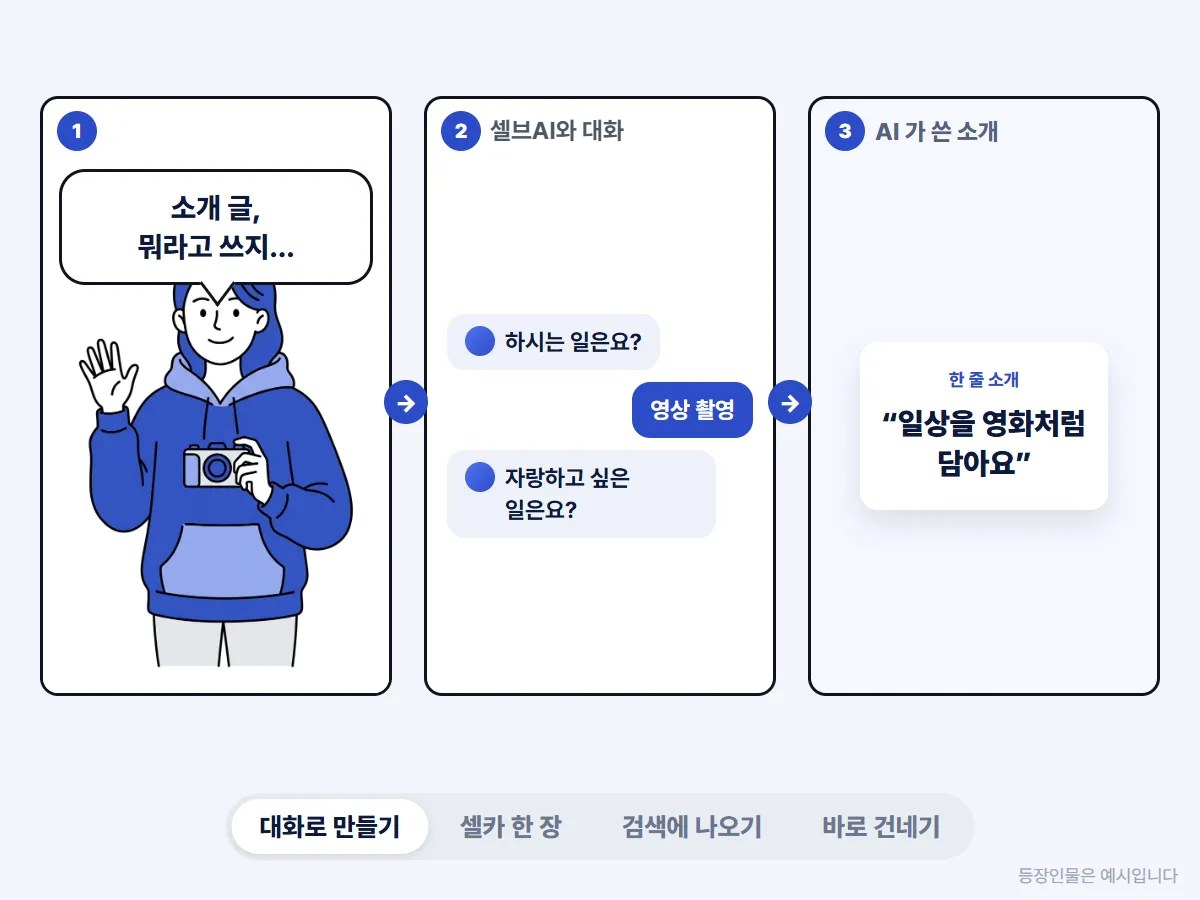 1
소개 글,
뭐라고 쓰지...
2 셀브AI와 대화
하시는 일은요?
영상 촬영
자랑하고 싶은
일은요?
3 AI 가 쓴 소개
한 줄 소개
“일상을 영화처럼
담아요”
대화로 만들기 셀카 한 장 검색에 나오기 바로 건네기
등장인물은 예시입니다